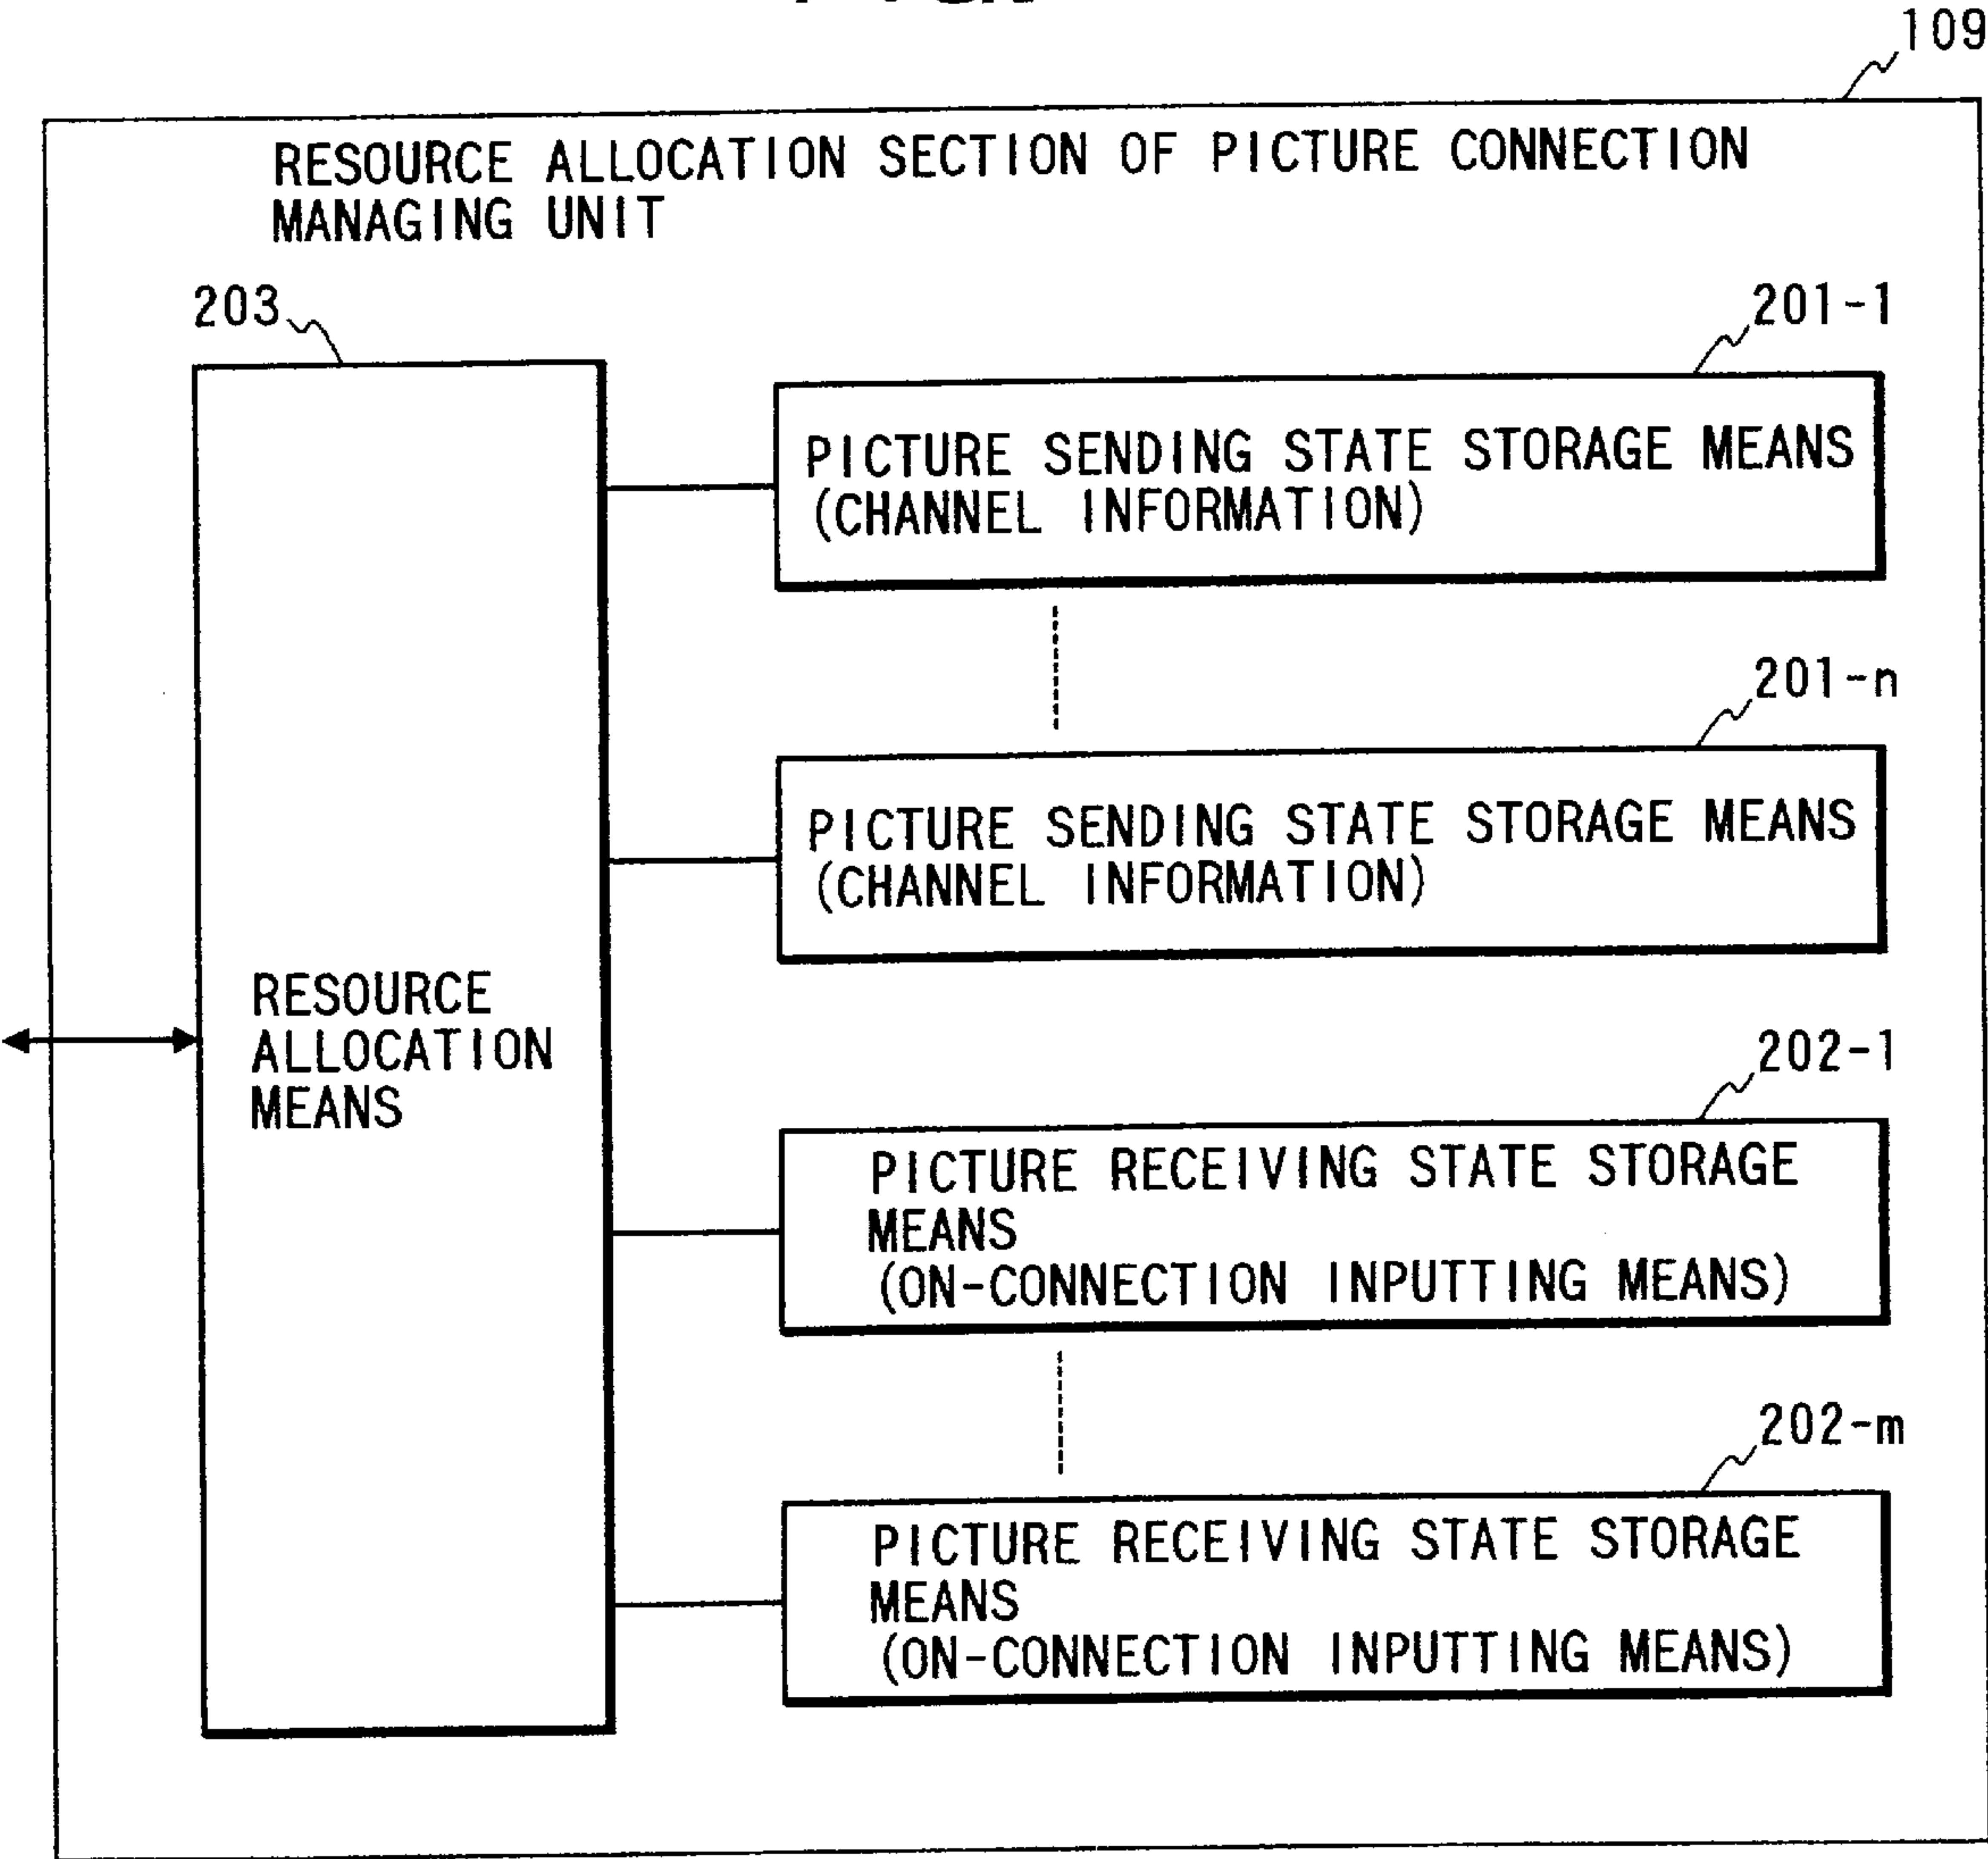 109
RESOURCE ALLOCATION SECTION OF PICTURE CONNECTION
MANAGING UNIT
203
201-1
PICTURE SENDING STATE STORAGE MEANS
(CHANNEL INFORMATION)
201-n
PICTURE SENDING STATE STORAGE MEANS
(CHANNEL INFORMATION)
RESOURCE
ALLOCATION
MEANS
202-1
PICTURE RECEIVING STATE STORAGE
MEANS
(ON-CONNECTION INPUTTING MEANS)
202-m
PICTURE RECEIVING STATE STORAGE
MEANS
(ON-CONNECTION INPUTTING MEANS)